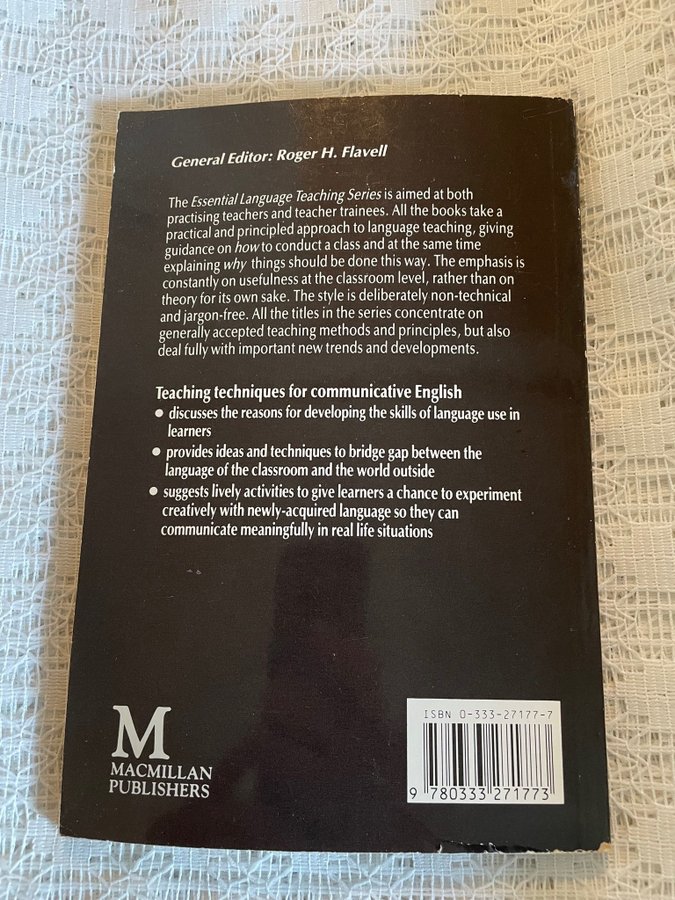 General Editor: Roger H. Flavell
The Essential Language Teaching Series is aimed at both
practising teachers and teacher trainees. All the books take a
practical and principled approach to language teaching, giving
guidance on how to conduct a class and at the same time
explaining why things should be done this way. The emphasis is
constantly on usefulness at the classroom level, rather than on
theory for its own sake. The style is deliberately non-technical
and jargon-free. All the titles in the series concentrate on
generally accepted teaching methods and principles, but also
deal fully with important new trends and developments.
Teaching techniques for communicative English
● discusses the reasons for developing the skills of language use in
learners
● provides ideas and techniques to bridge gap between the
language of the classroom and the world outside
● suggests lively activities to give learners a chance to experiment
creatively with newly-acquired language so they can
communicate meaningfully in real life situations
M
MACMILLAN
PUBLISHERS
ISBN 0-333-27177-7
9 780333 271773